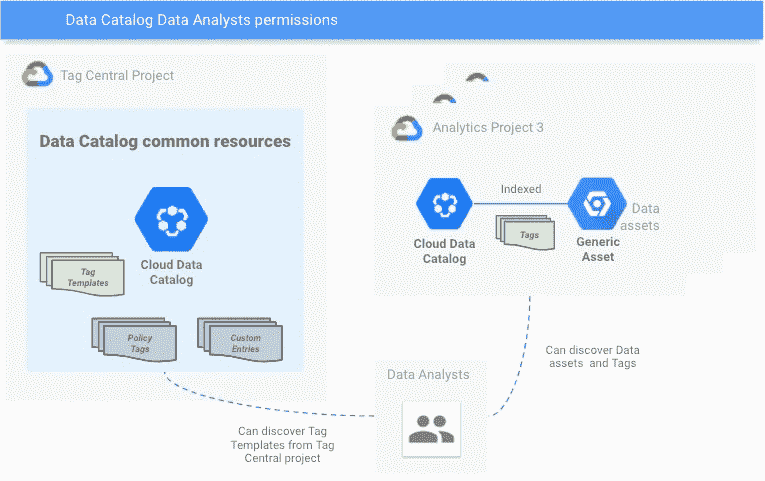 Data Catalog Data Analysts permissions
Tag Central Project
Data Catalog common resources
Cloud Data
Catalog
Tag
Templates
Policy
Tags
Custom
Entries
Analytics Project 3
Indexed
Tags
Cloud Data
Catalog
Data
assets
Generic
Asset
Can discover Data
assets and Tags
Data Analysts
Can discover Tag
Templates from Tag
Central project